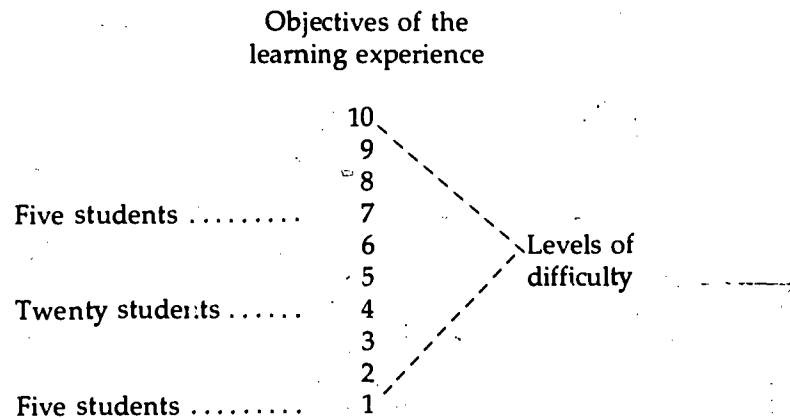 Objectives of the
learning experience
10
9
8
Five students ......... 7
6
Levels of
5
difficulty
Twenty students ...... 4
3
2
Five students ......... 1